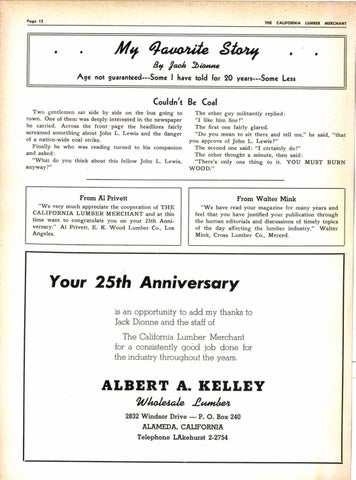 Page 12
THE CALIFORNIA LUMBER MERCHANT
. . My Favorite Story . .
By Jack Dionne
Age not guaranteed---Some I have told for 20 years---Some Less
Couldn't Be Coal
Two gentlemen sat side by side on the bus going to
town. One of them was deeply interested in the newspaper
he carried. Across the front page the headlines fairly
screamed something about John L. Lewis and the danger
of a nation-wide coal strike.
Finally he who was reading turned to his companion
and asked:
"What do you think about this fellow John L. Lewis,
anyway?"
The other guy militantly replied:
"I like him fine!"
The first one fairly glared.
"Do you mean to sit there and tell me," he said, "that
you approve of John L. Lewis?"
The second one said: "I certainly do!"
The other thought a minute, then said:
"There's only one thing to it. YOU MUST BURN
WOOD."
From Al Privett
"We very much appreciate the cooperation of THE
CALIFORNIA LUMBER MERCHANT and at this
time want to congratulate you on your 25th Anni-
versary." Al Privett, E. K. Wood Lumber Co., Los
Angeles.
From Walter Mink
"We have read your magazine for many years and
feel that you have justified your publication through
the human editorials and discussions of timely topics
of the day affecting the lumber industry." Walter
Mink, Cross Lumber Co., Merced.
Your 25th Anniversary
is an opportunity to add my thanks to
Jack Dionne and the staff of
The California Lumber Merchant
for a consistently good job done for
the industry throughout the years.
ALBERT A. KELLEY
Wholesale Lumber
2832 Windsor Drive — P. O. Box 240
ALAMEDA, CALIFORNIA
Telephone LAkehurst 2-2754